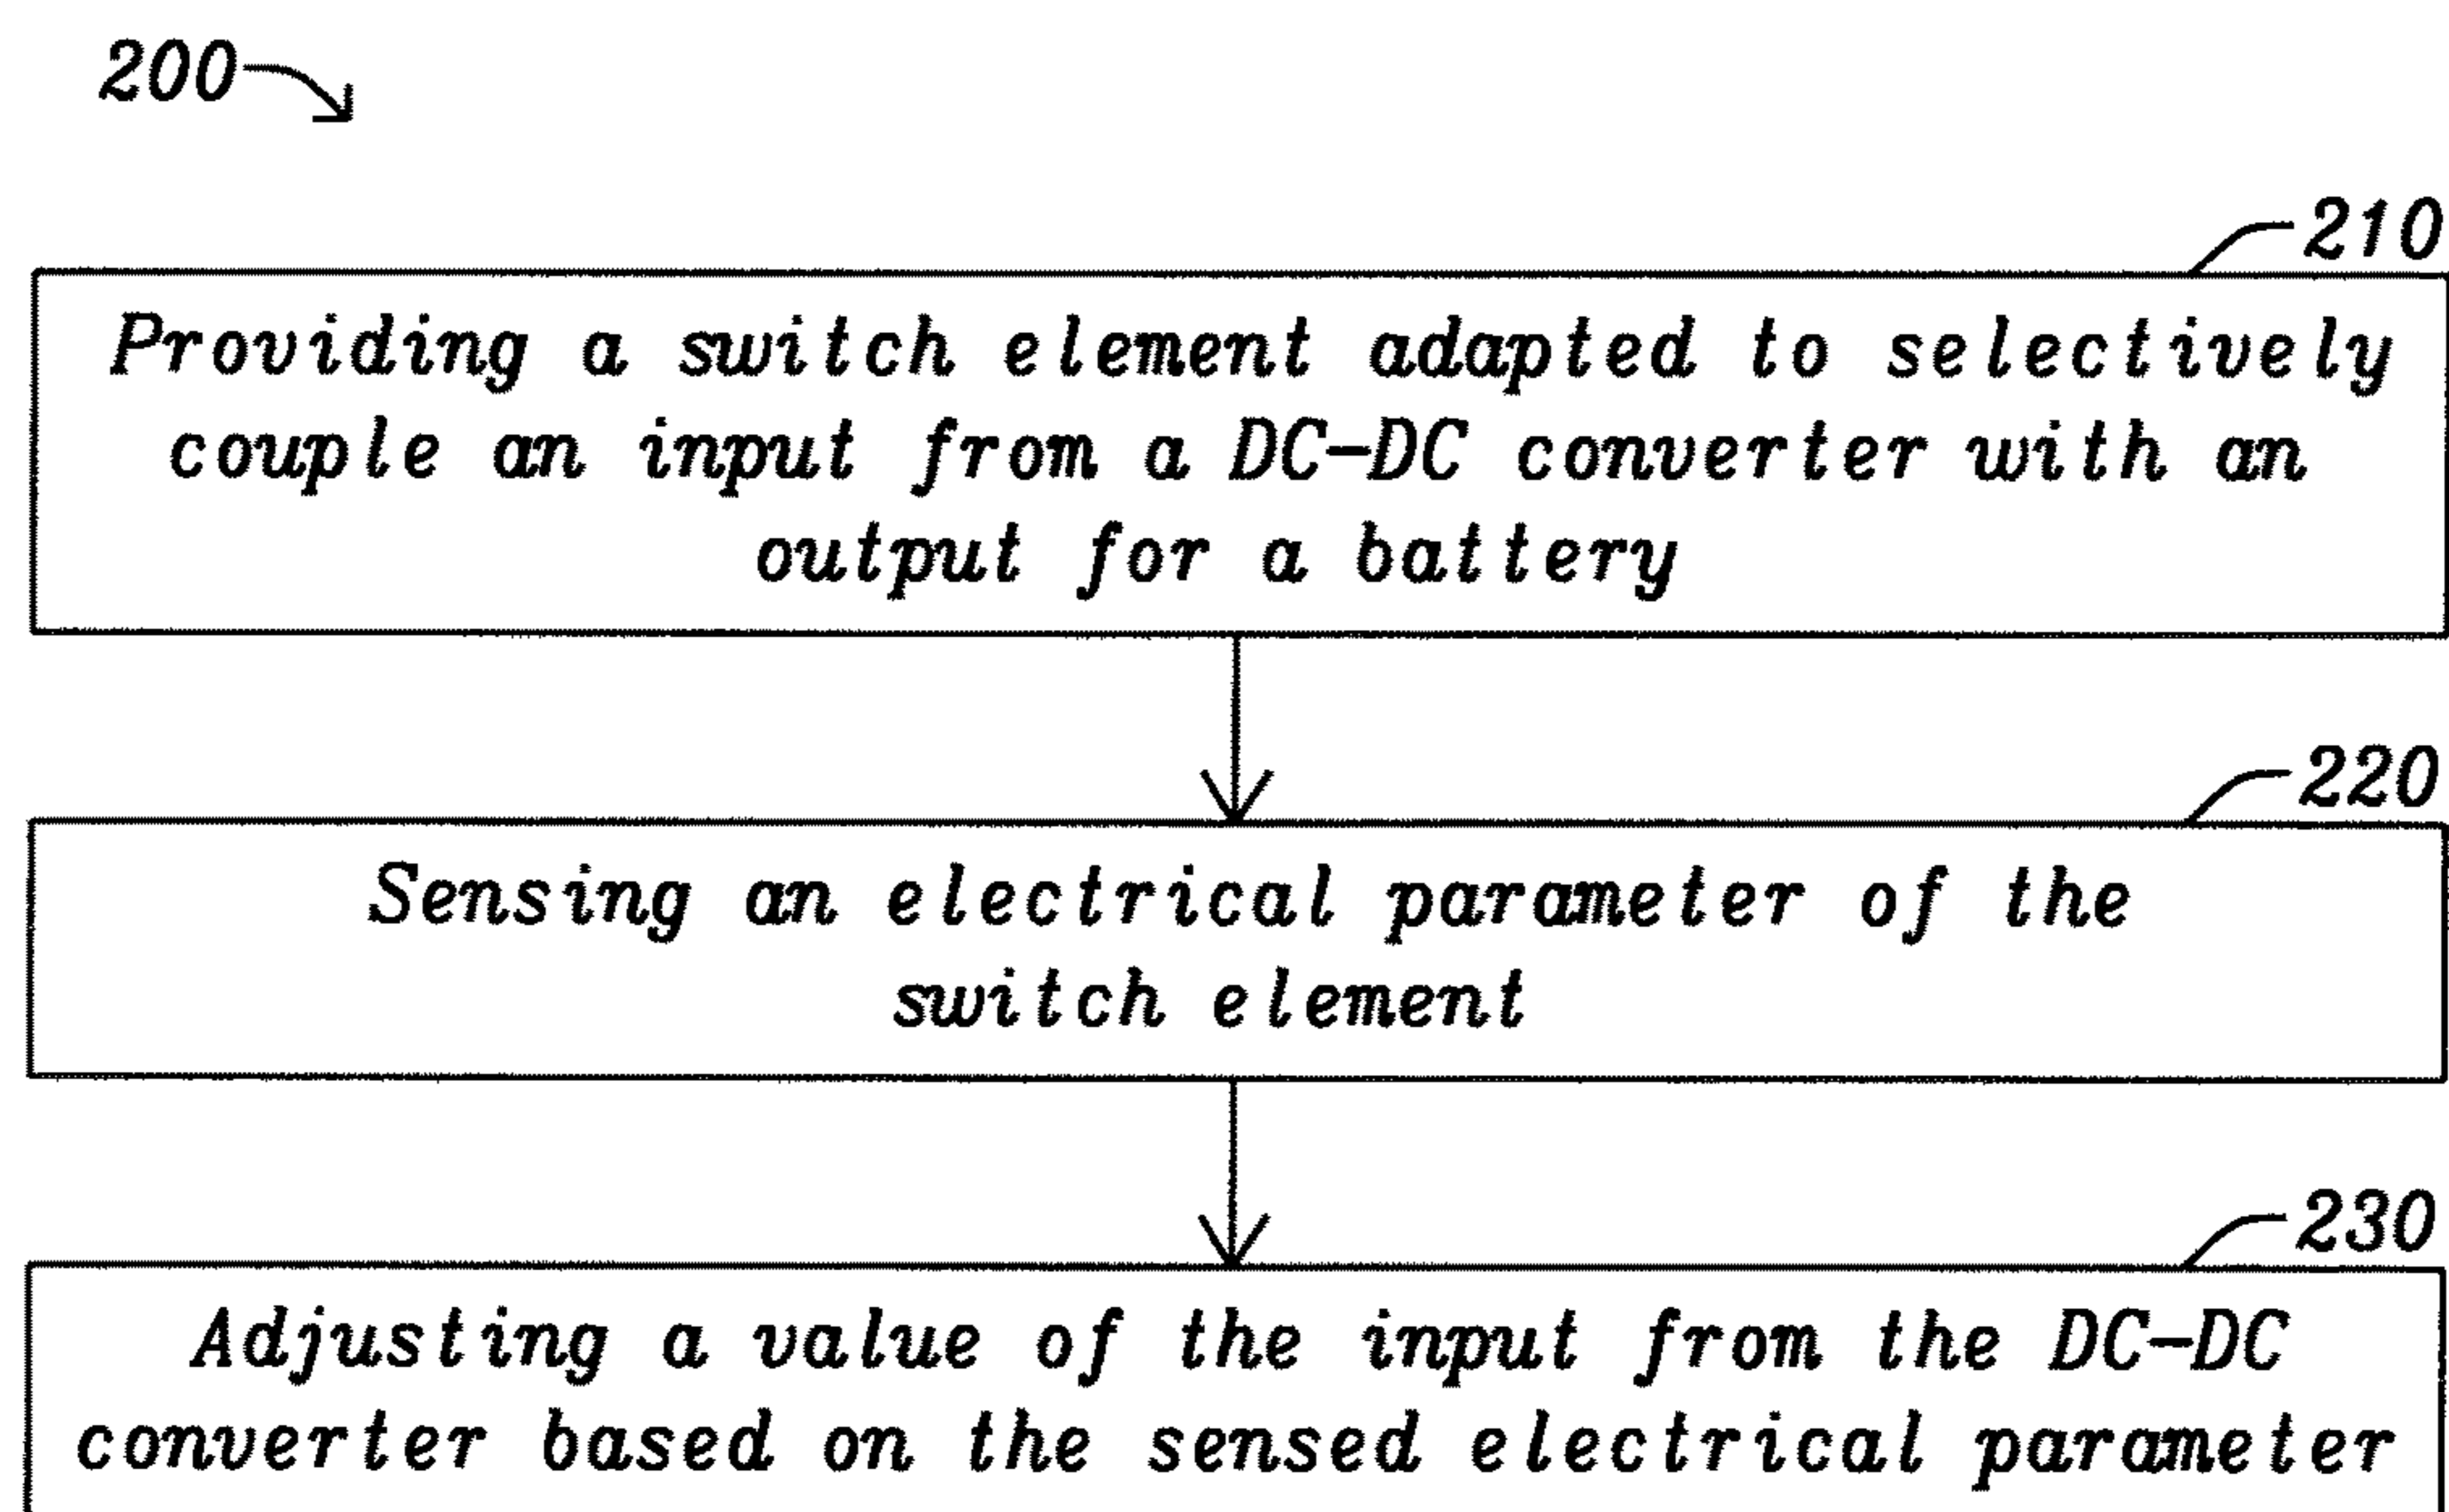 200
210
Providing a switch element adapted to selectively
couple an input from a DC-DC converter with an
output for a battery
220
Sensing an electrical parameter of the
switch element
230
Adjusting a value of the input from the DC-DC
converter based on the sensed electrical parameter